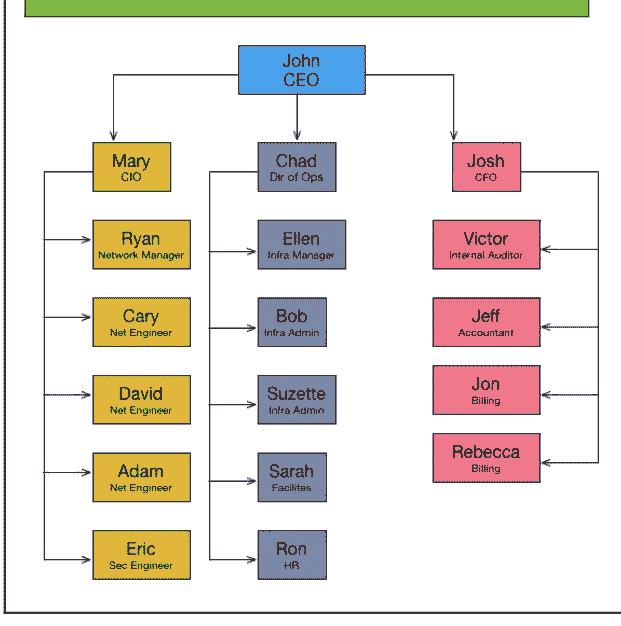 John
CEO
Mary
CIO
Chad
Dir of Ops
Josh
CFO
Ryan
Network Manager
Ellen
Infra Manager
Victor
Internal Auditor
Cary
Net Engineer
Bob
Infra Admin
Jeff
Accountant
David
Net Engineer
Suzette
Infra Admin
Jon
Billing
Adam
Net Engineer
Sarah
Facilites
Rebecca
Billing
Eric
Sec Engineer
Ron
HR